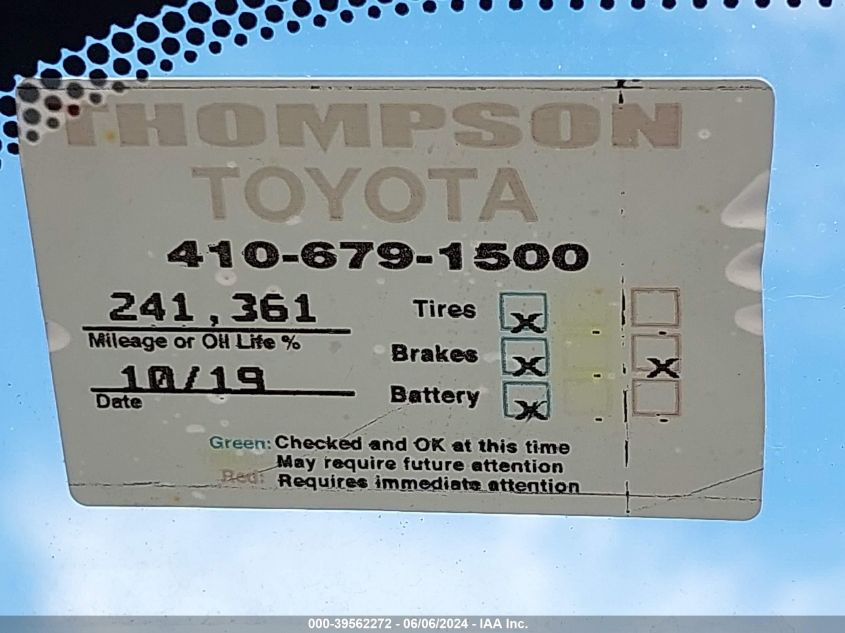 THOMPSON
TOYOTA
410-679-1500
241,361 Tires X
Mileage or Oil Life % Brakes X X
10/19 Battery X
Date
Green: Checked and OK at this time
May require future attention
Red: Requires immediate attention
000-39562272 - 06/06/2024 - IAA Inc.